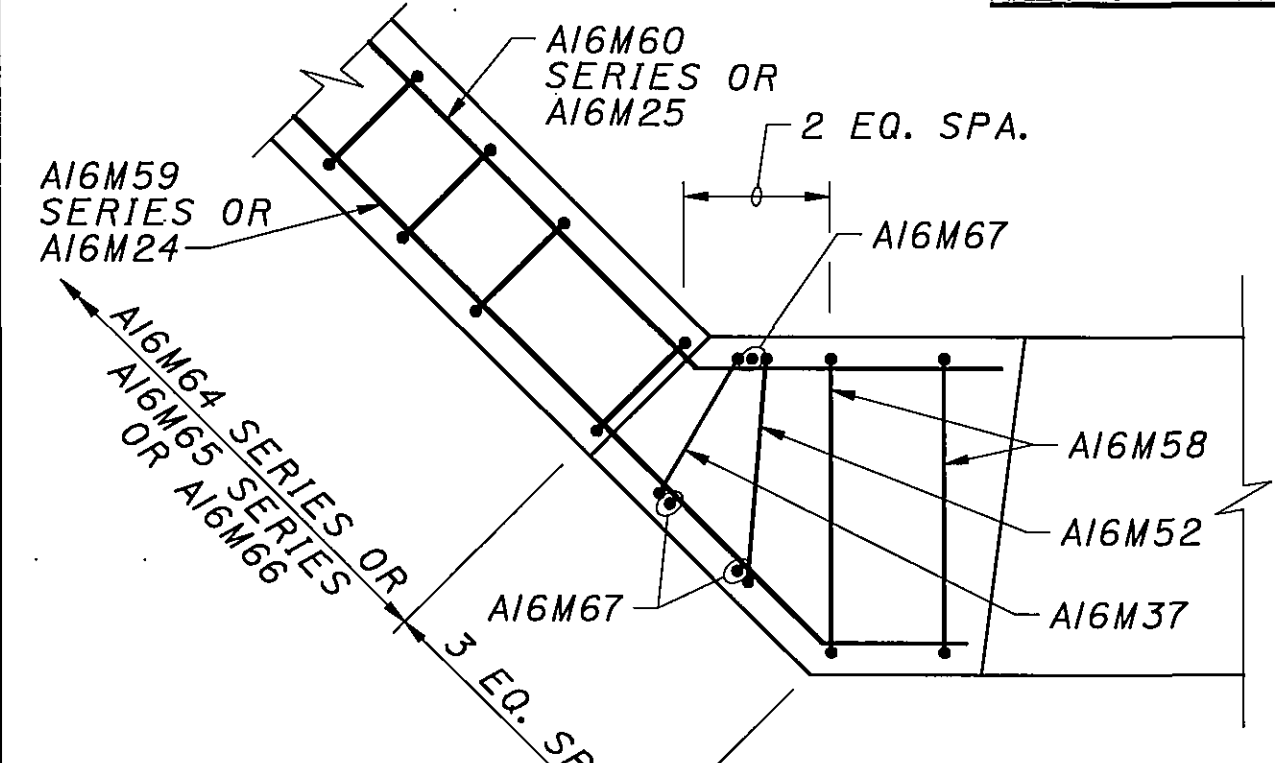 A16M60
SERIES OR
A16M25
2 EQ. SPA.
A16M59
SERIES OR
A16M24
A16M67
A16M64 SERIES OR
A16M65 SERIES
OR A16M66
A16M58
A16M52
A16M67
A16M37
3 EQ.